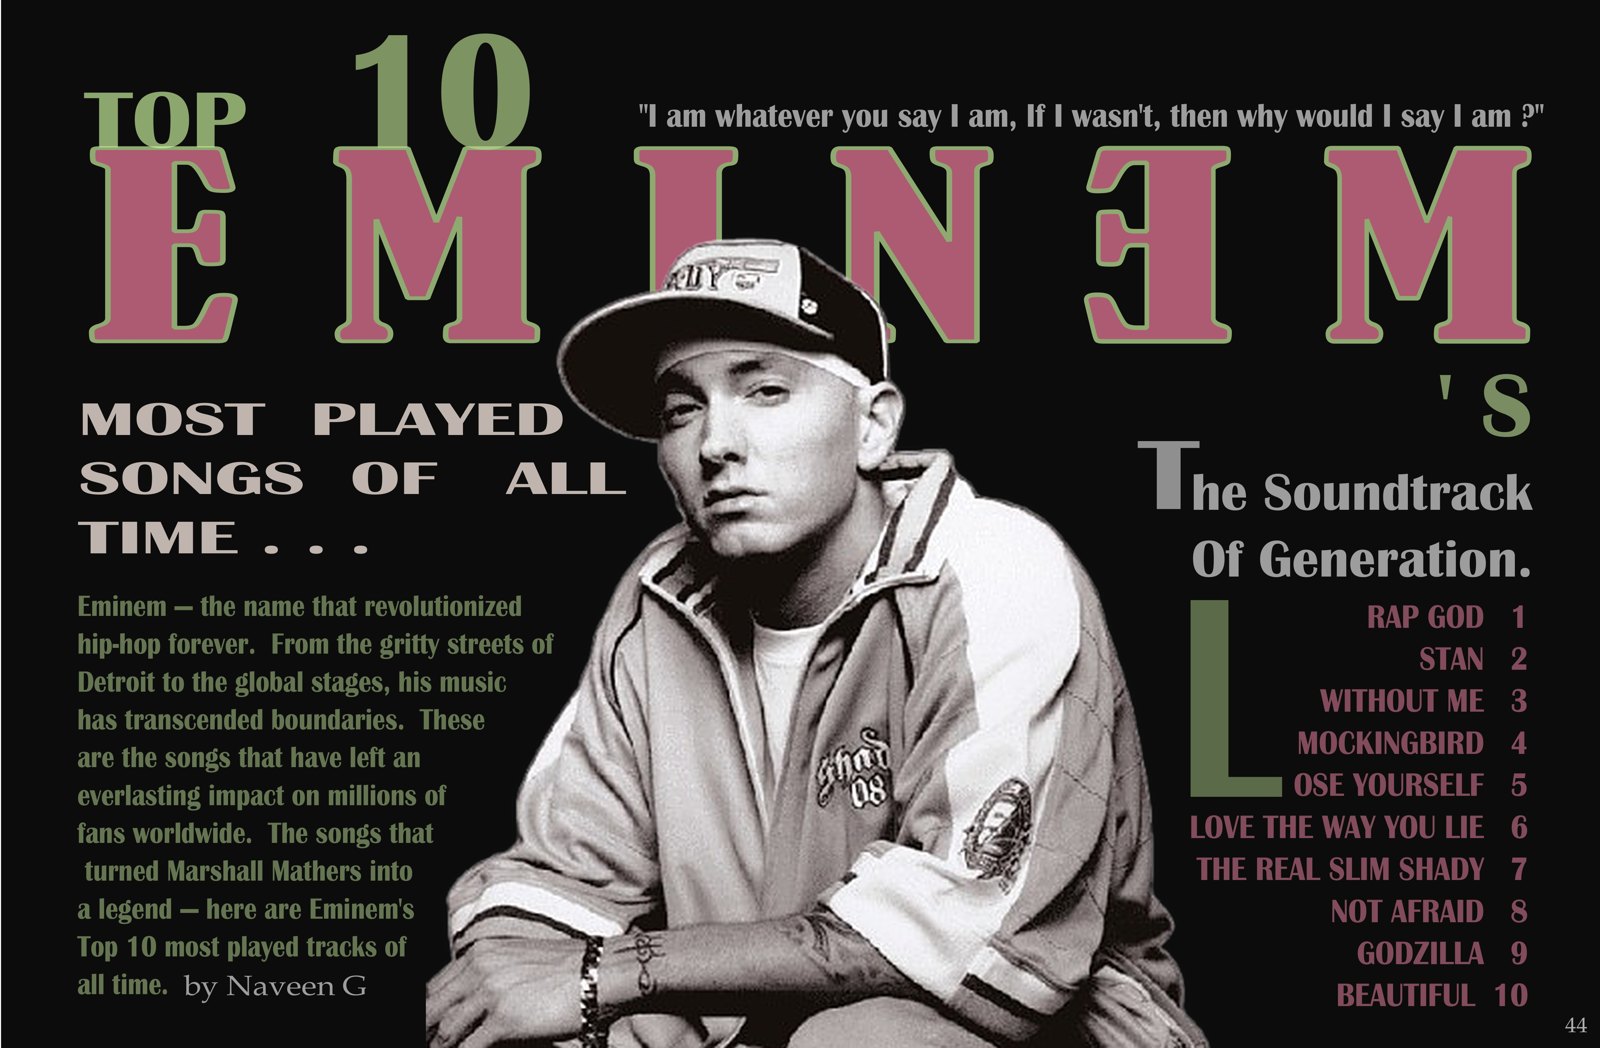 TOP 10
"I am whatever you say I am, If I wasn't, then why would I say I am ?"
EMINƎM
'S
MOST PLAYED
SONGS OF ALL
TIME . . .
Eminem — the name that revolutionized
hip-hop forever. From the gritty streets of
Detroit to the global stages, his music
has transcended boundaries. These
are the songs that have left an
everlasting impact on millions of
fans worldwide. The songs that
turned Marshall Mathers into
a legend — here are Eminem's
Top 10 most played tracks of
all time. by Naveen G
The Soundtrack
Of Generation.
RAP GOD 1
STAN 2
WITHOUT ME 3
MOCKINGBIRD 4
LOSE YOURSELF 5
LOVE THE WAY YOU LIE 6
THE REAL SLIM SHADY 7
NOT AFRAID 8
GODZILLA 9
BEAUTIFUL 10
shad
08
44